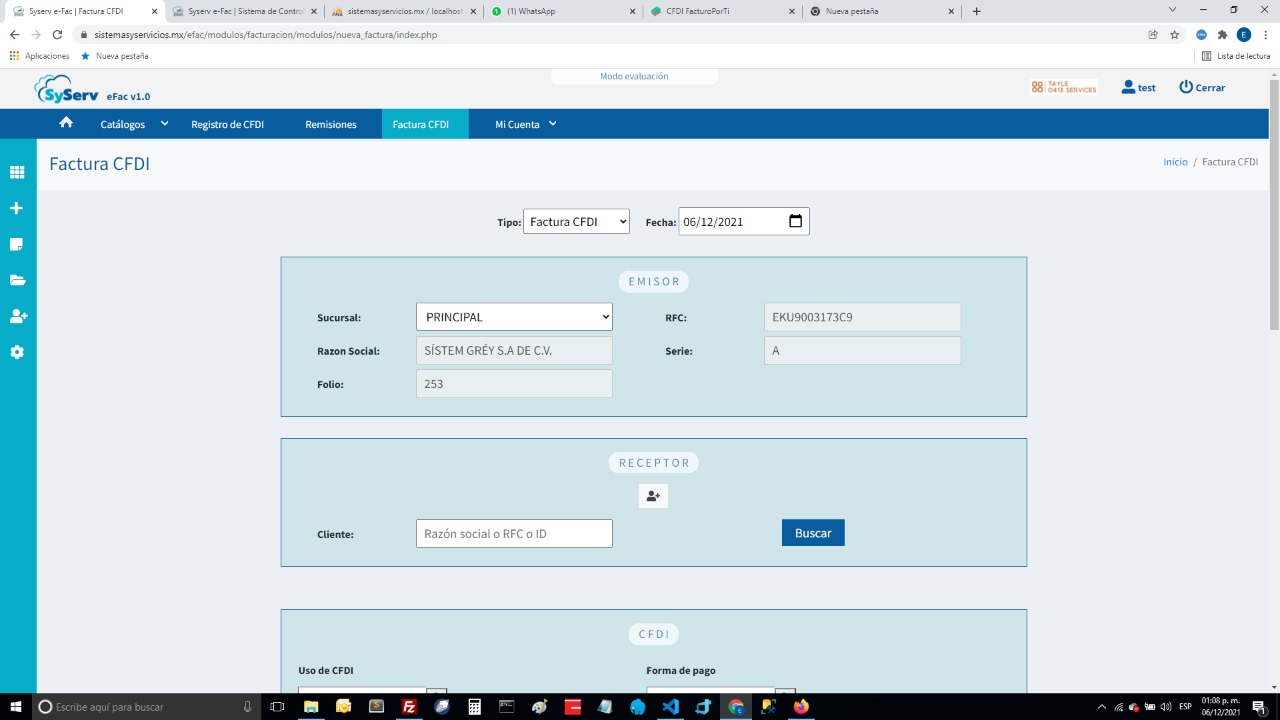 Syserv e-Fac | Factura CFDI
Syserv e-Fac | Sistema de Contro
sistemasyservicios.mx / localhos
(1) WhatsApp
CFDI FacturoPorTi
Nueva pestaña
sistemasyservicios.mx/efac/modulos/facturacion/modulos/nueva_factura/index.php
Aplicaciones
Nueva pestaña
Lista de lectura
Modo evaluación
SyServ eFac v1.0
TAYLE
0413 SERVICES
test
Cerrar
Catálogos
Registro de CFDI
Remisiones
Factura CFDI
Mi Cuenta
Factura CFDI
Inicio / Factura CFDI
Tipo: Factura CFDI
Fecha: 06/12/2021
EMISOR
Sucursal: PRINCIPAL
RFC: EKU9003173C9
Razon Social: SÍSTEM GRÉY S.A DE C.V.
Serie: A
Folio: 253
RECEPTOR
Cliente: Razón social o RFC o ID
Buscar
CFDI
Uso de CFDI
Forma de pago
Escribe aquí para buscar
ESP
01:08 p. m.
06/12/2021